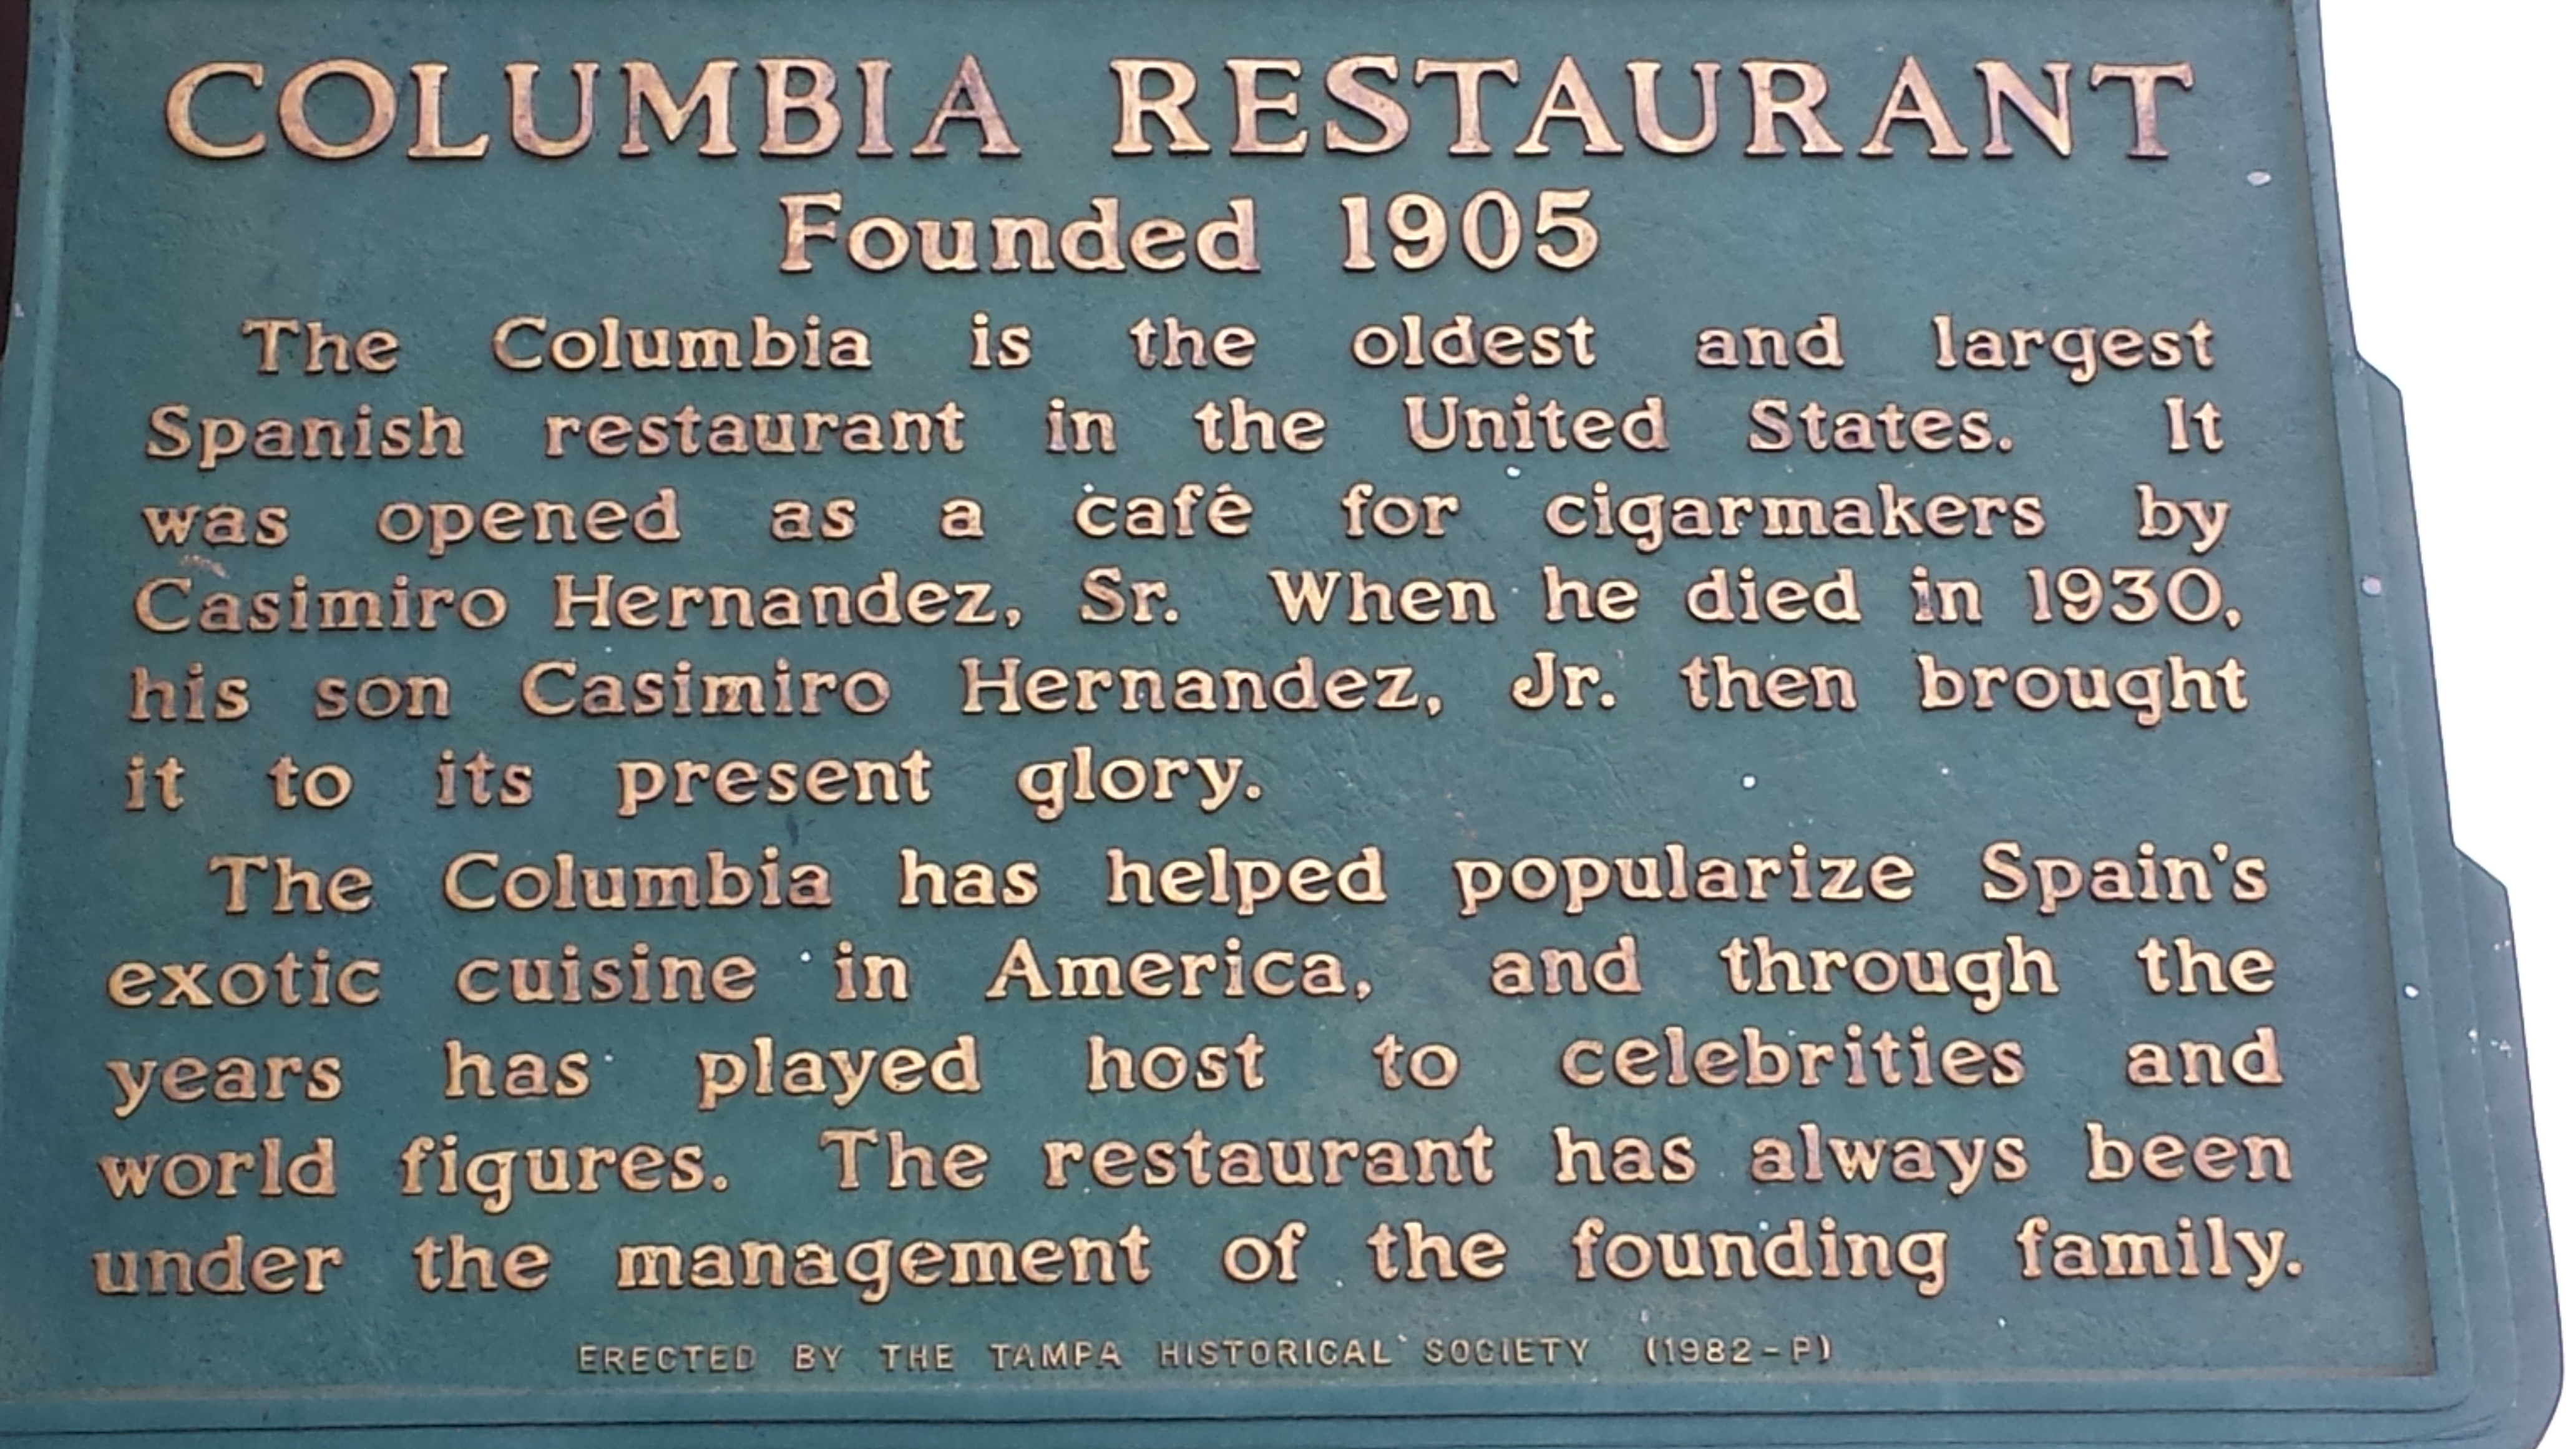 COLUMBIA RESTAURANT
Founded 1905
The Columbia is the oldest and largest
Spanish restaurant in the United States. It
was opened as a café for cigarmakers by
Casimiro Hernandez, Sr. When he died in 1930,
his son Casimiro Hernandez, Jr. then brought
it to its present glory.
The Columbia has helped popularize Spain's
exotic cuisine in America, and through the
years has played host to celebrities and
world figures. The restaurant has always been
under the management of the founding family.
ERECTED BY THE TAMPA HISTORICAL SOCIETY (1982-P)